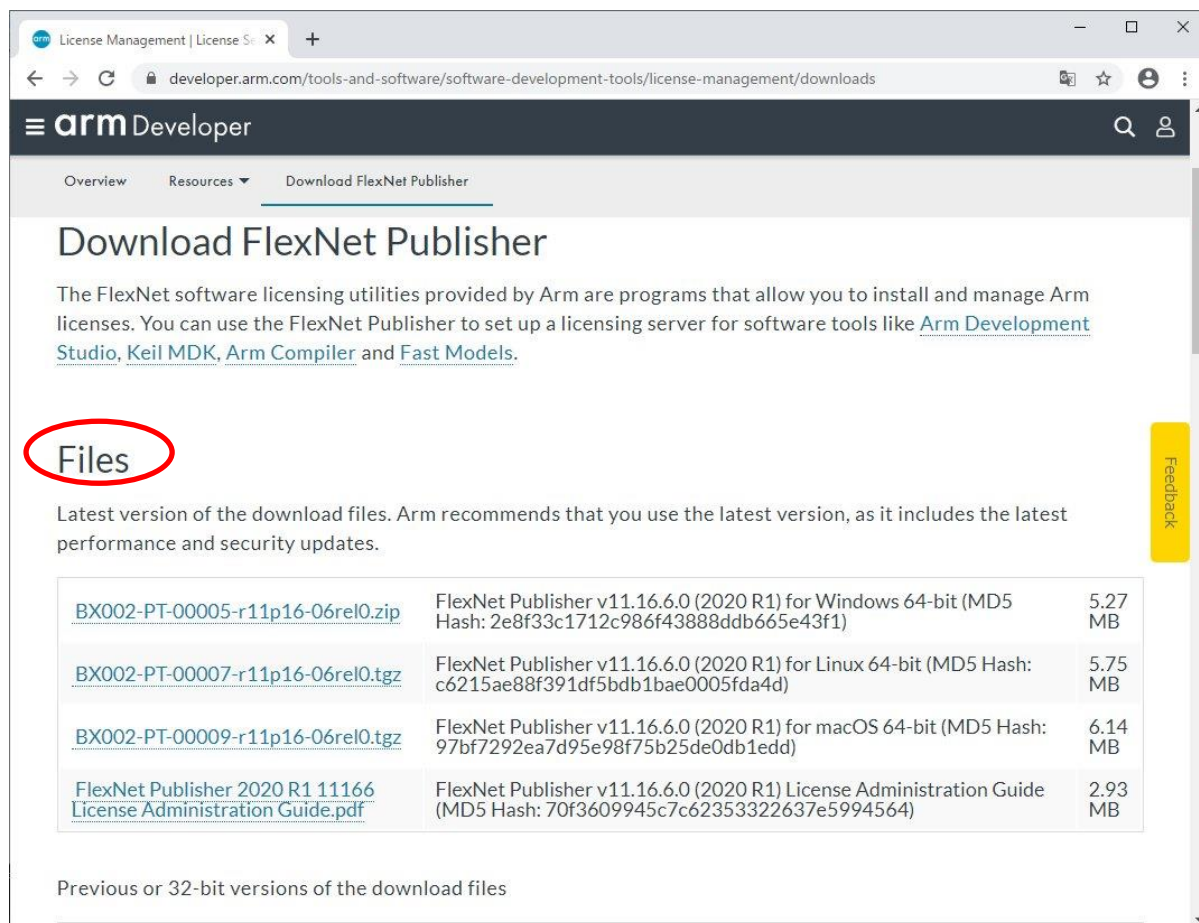 arm License Management | License Se
developer.arm.com/tools-and-software/software-development-tools/license-management/downloads
arm Developer
Overview Resources Download FlexNet Publisher
Download FlexNet Publisher
The FlexNet software licensing utilities provided by Arm are programs that allow you to install and manage Arm
licenses. You can use the FlexNet Publisher to set up a licensing server for software tools like Arm Development
Studio, Keil MDK, Arm Compiler and Fast Models.
Files
Feedback
Latest version of the download files. Arm recommends that you use the latest version, as it includes the latest
performance and security updates.
BX002-PT-00005-r11p16-06rel0.zip
FlexNet Publisher v11.16.6.0 (2020 R1) for Windows 64-bit (MD5
Hash: 2e8f33c1712c986f43888ddb665e43f1)
5.27
MB
BX002-PT-00007-r11p16-06rel0.tgz
FlexNet Publisher v11.16.6.0 (2020 R1) for Linux 64-bit (MD5 Hash:
c6215ae88f391df5bdb1bae0005fda4d)
5.75
MB
BX002-PT-00009-r11p16-06rel0.tgz
FlexNet Publisher v11.16.6.0 (2020 R1) for macOS 64-bit (MD5 Hash:
97bf7292ea7d95e98f75b25de0db1edd)
6.14
MB
FlexNet Publisher 2020 R1 11166
License Administration Guide.pdf
FlexNet Publisher v11.16.6.0 (2020 R1) License Administration Guide
(MD5 Hash: 70f3609945c7c62353322637e5994564)
2.93
MB
Previous or 32-bit versions of the download files